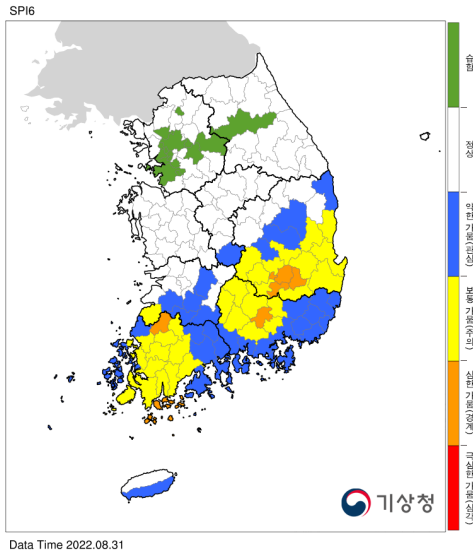 SPI6
습함
정상
약한 가뭄(관심)
보통 가뭄(주의)
심한 가뭄(경계)
극심한 가뭄(심각)
기상청
Data Time 2022.08.31